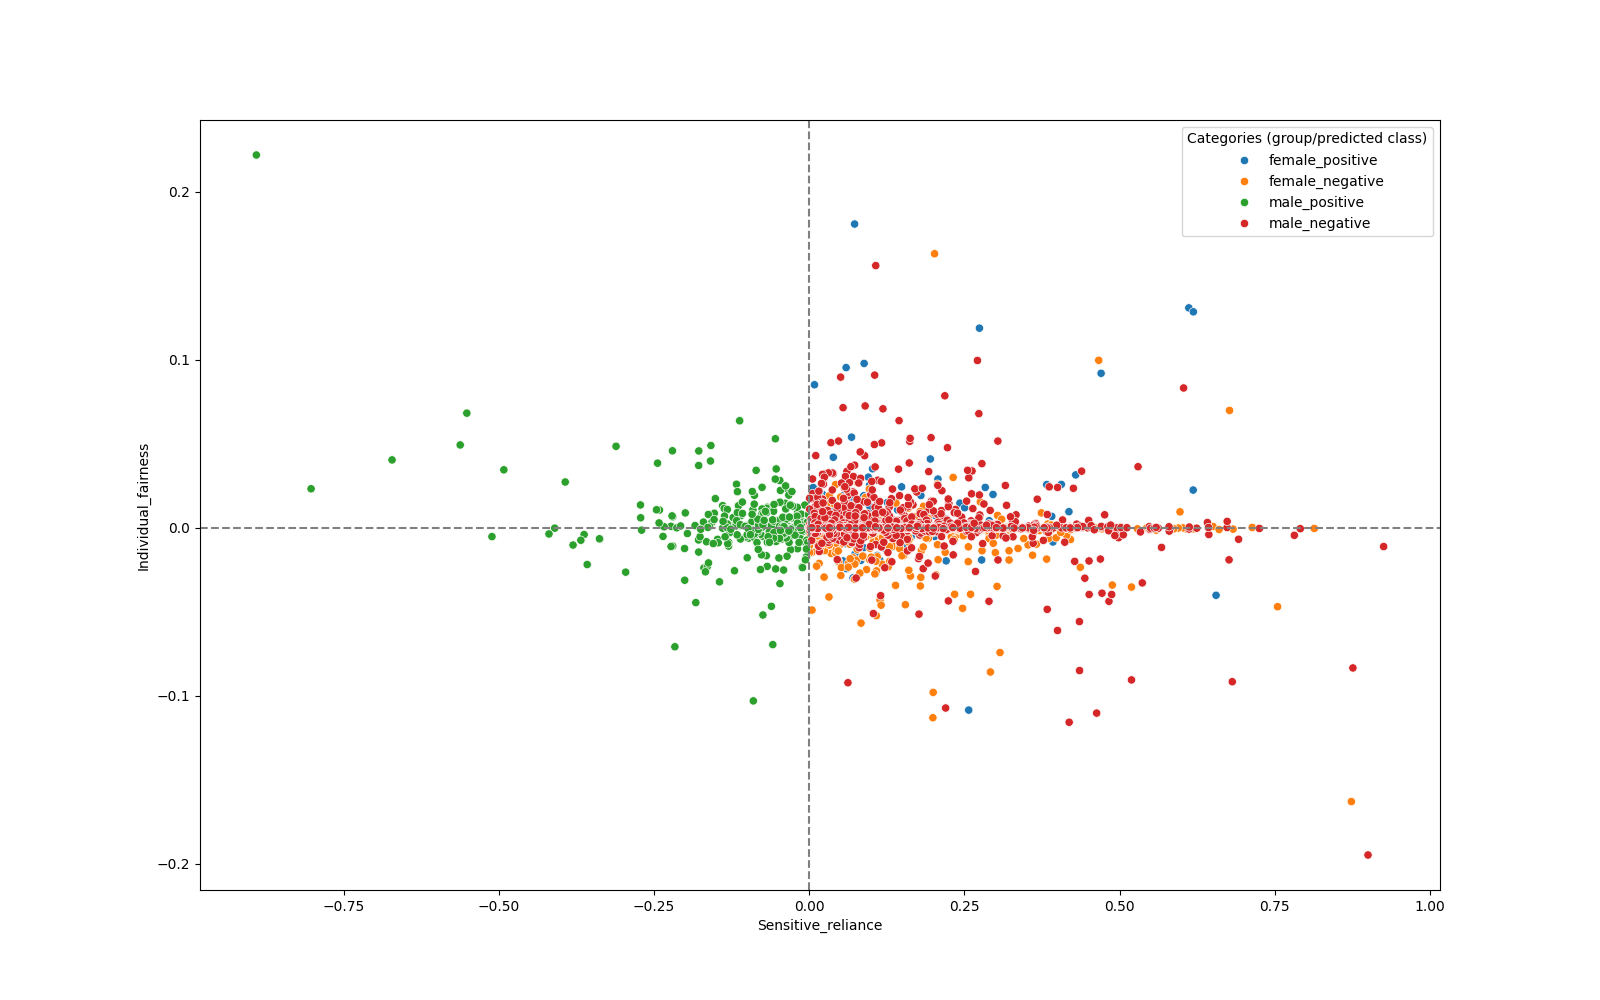 Categories (group/predicted class)
female_positive
female_negative
male_positive
male_negative
0.2
0.1
0.0
−0.1
−0.2
Individual_fairness
−0.75
−0.50
−0.25
0.00
0.25
0.50
0.75
1.00
Sensitive_reliance